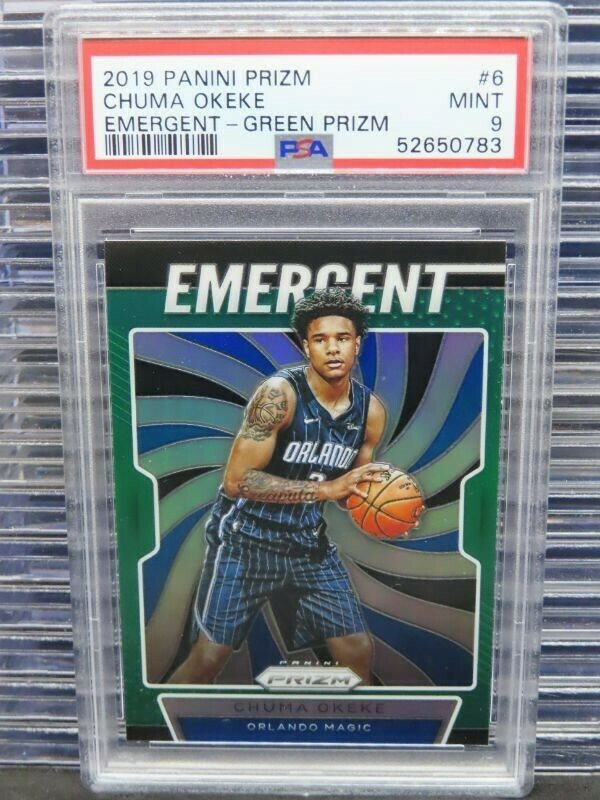 2019 PANINI PRIZM #6
CHUMA OKEKE MINT
EMERGENT – GREEN PRIZM 9
PSA 52650783
EMERGENT
ORLANDO
PANINI
PRIZM
CHUMA OKEKE
ORLANDO MAGIC